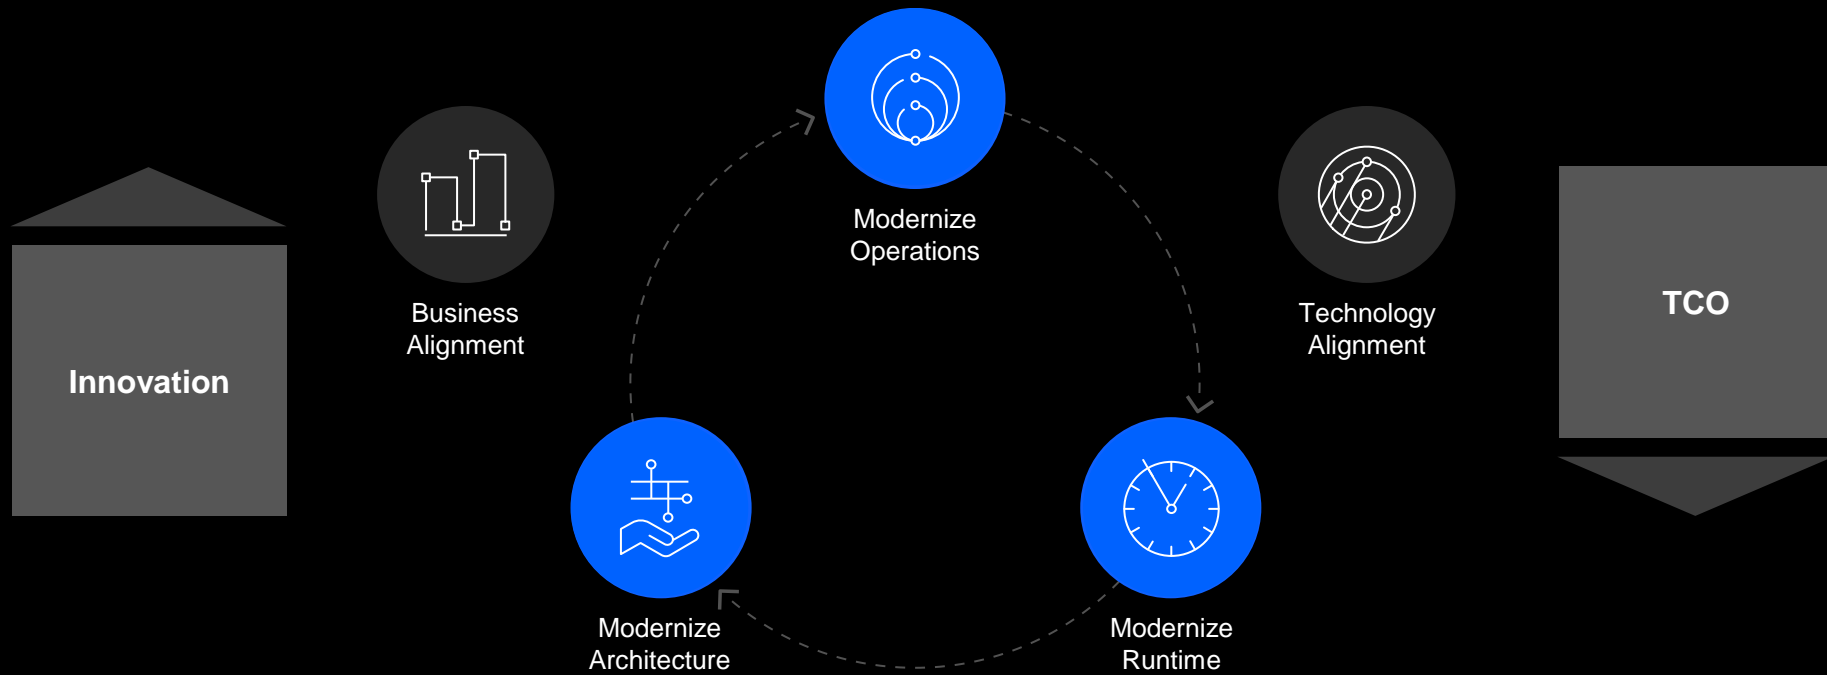 Modernize
Operations
Business
Alignment
Technology
Alignment
Innovation
TCO
Modernize
Architecture
Modernize
Runtime